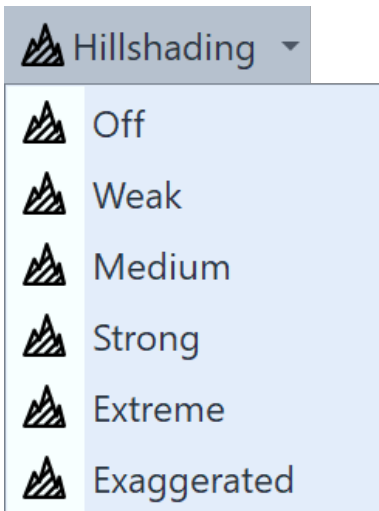 Hillshading
Off
Weak
Medium
Strong
Extreme
Exaggerated